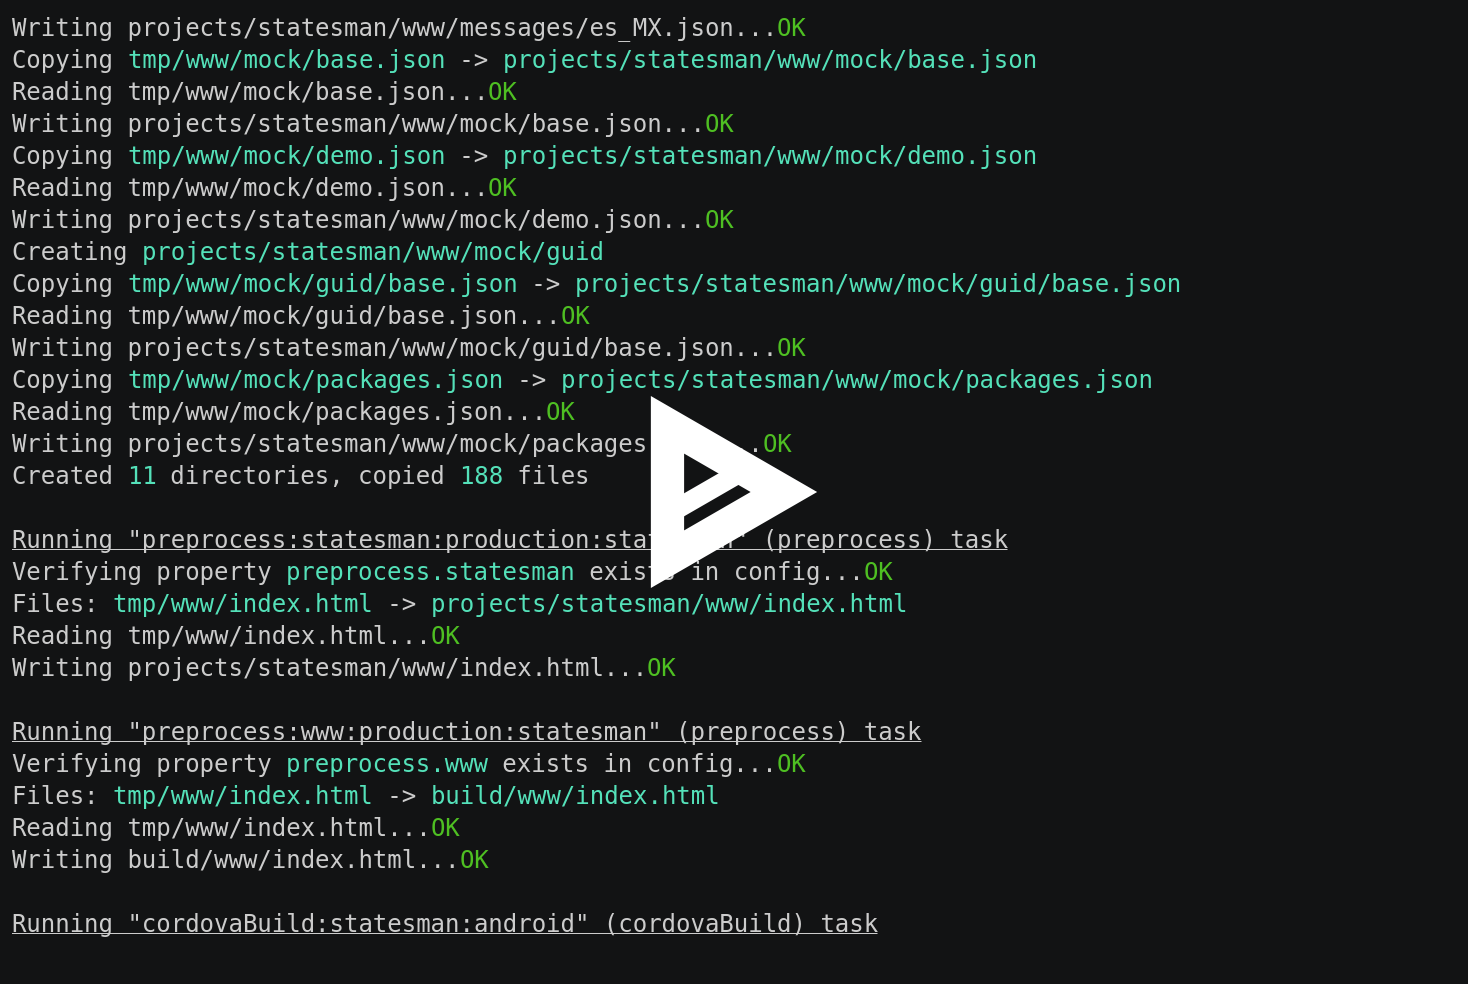 Writing projects/statesman/www/messages/es_MX.json...OK
Copying tmp/www/mock/base.json -> projects/statesman/www/mock/base.json
Reading tmp/www/mock/base.json...OK
Writing projects/statesman/www/mock/base.json...OK
Copying tmp/www/mock/demo.json -> projects/statesman/www/mock/demo.json
Reading tmp/www/mock/demo.json...OK
Writing projects/statesman/www/mock/demo.json...OK
Creating projects/statesman/www/mock/guid
Copying tmp/www/mock/guid/base.json -> projects/statesman/www/mock/guid/base.json
Reading tmp/www/mock/guid/base.json...OK
Writing projects/statesman/www/mock/guid/base.json...OK
Copying tmp/www/mock/packages.json -> projects/statesman/www/mock/packages.json
Reading tmp/www/mock/packages.json...OK
Writing projects/statesman/www/mock/packages .OK
Created 11 directories, copied 188 files
Running "preprocess:statesman:production: (preprocess) task
Verifying property preprocess.statesman exists in config...OK
Files: tmp/www/index.html -> projects/statesman/www/index.html
Reading tmp/www/index.html...OK
Writing projects/statesman/www/index.html...OK
Running "preprocess:www:production:statesman" (preprocess) task
Verifying property preprocess.www exists in config...OK
Files: tmp/www/index.html -> build/www/index.html
Reading tmp/www/index.html...OK
Writing build/www/index.html...OK
Running "cordovaBuild:statesman:android" (cordovaBuild) task